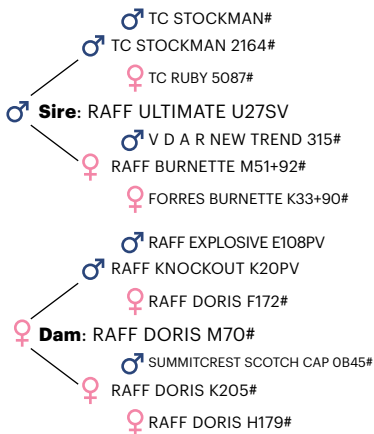 TC STOCKMAN#
TC STOCKMAN 2164#
TC RUBY 5087#
Sire: RAFF ULTIMATE U27SV
V D A R NEW TREND 315#
RAFF BURNETTE M51+92#
FORRES BURNETTE K33+90#
RAFF EXPLOSIVE E108PV
RAFF KNOCKOUT K20PV
RAFF DORIS F172#
Dam: RAFF DORIS M70#
SUMMITCREST SCOTCH CAP 0B45#
RAFF DORIS K205#
RAFF DORIS H179#